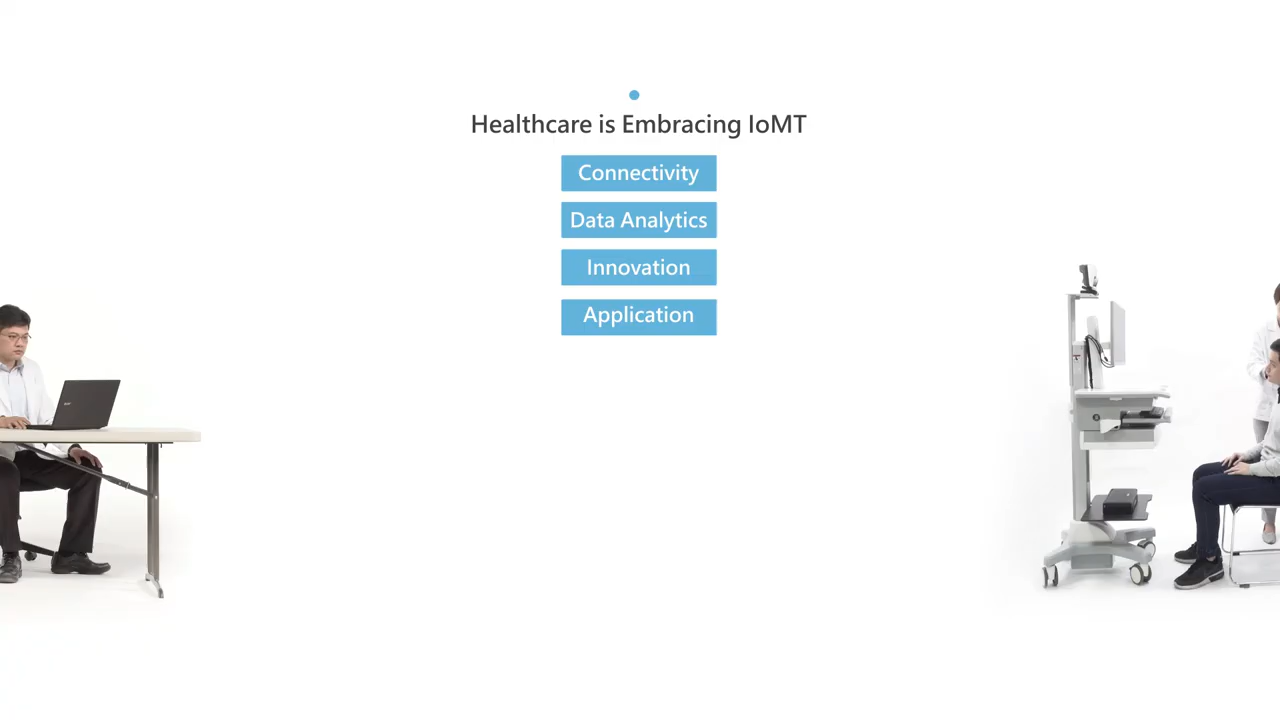 Healthcare is Embracing IoMT
Connectivity
Data Analytics
Innovation
Application